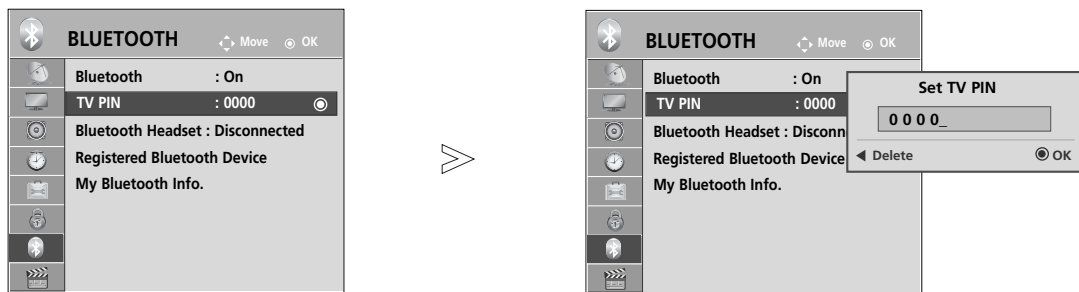 BLUETOOTH Move OK
Bluetooth : On
TV PIN : 0000
Bluetooth Headset : Disconnected
Registered Bluetooth Device
My Bluetooth Info.
BLUETOOTH Move OK
Bluetooth : On
TV PIN : 0000
Bluetooth Headset : Disconn
Registered Bluetooth Device
My Bluetooth Info.
Set TV PIN
0 0 0 0_
Delete OK